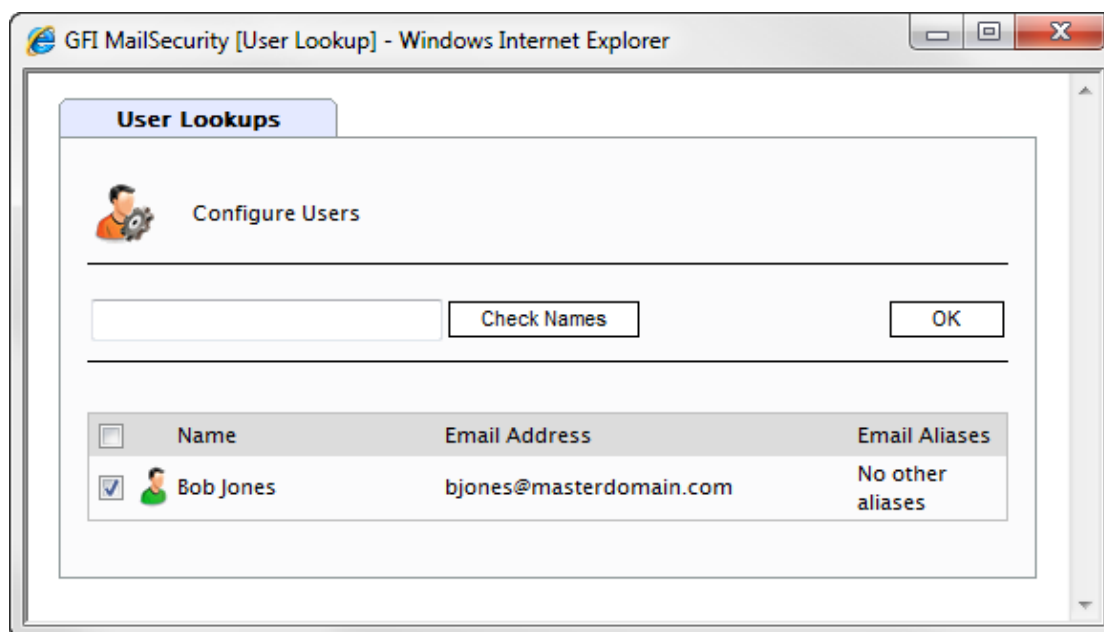 GFI MailSecurity [User Lookup] - Windows Internet Explorer
User Lookups
Configure Users
Check Names OK
Name Email Address Email Aliases
Bob Jones bjones@masterdomain.com No other
aliases